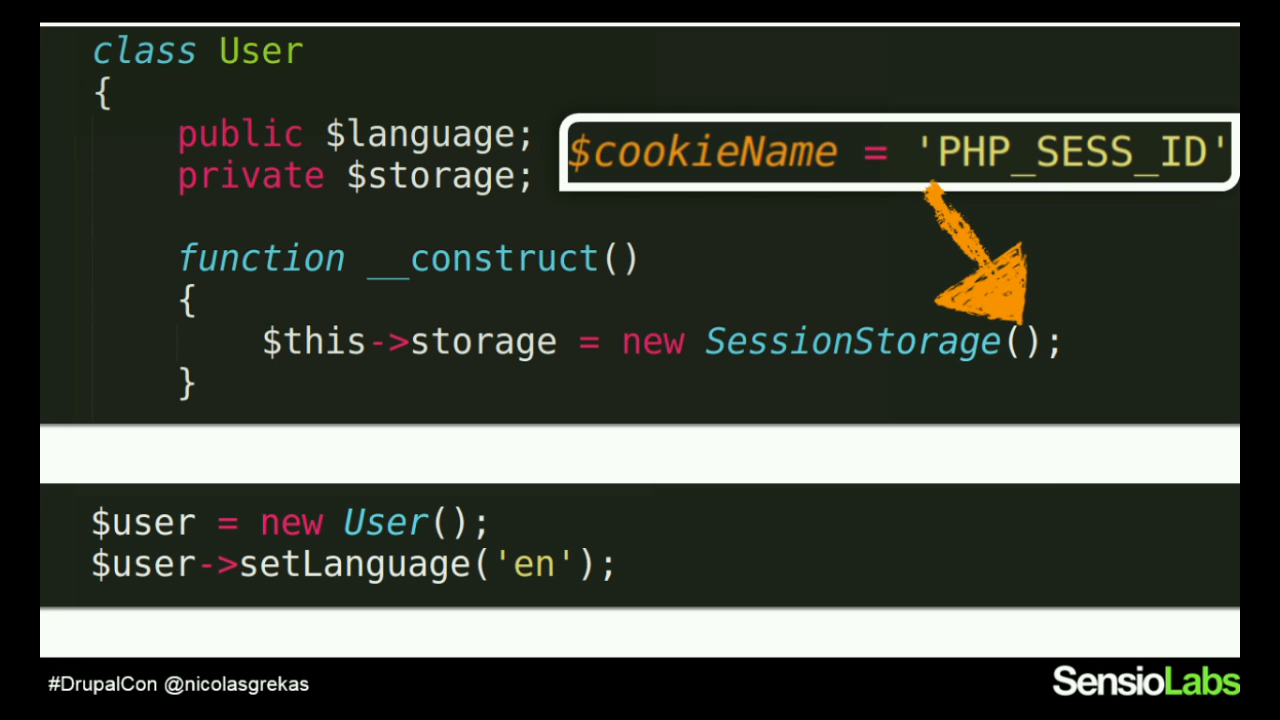 class User
{
public $language;
private $storage;
$cookieName = 'PHP_SESS_ID'
function __construct()
{
$this->storage = new SessionStorage();
}
$user = new User();
$user->setLanguage('en');
#DrupalCon @nicolasgrekas
SensioLabs